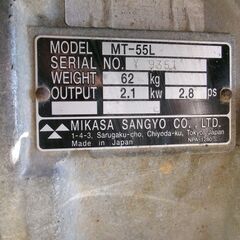 MODEL MT-55L
SERIAL NO. Y 9351
WEIGHT 62 kg
OUTPUT 2.1 kw 2.8 ps
MIKASA SANGYO CO., LTD.
1-4-3, Sarugaku-cho, Chiyoda-ku, Tokyo, Japan
Made in Japan